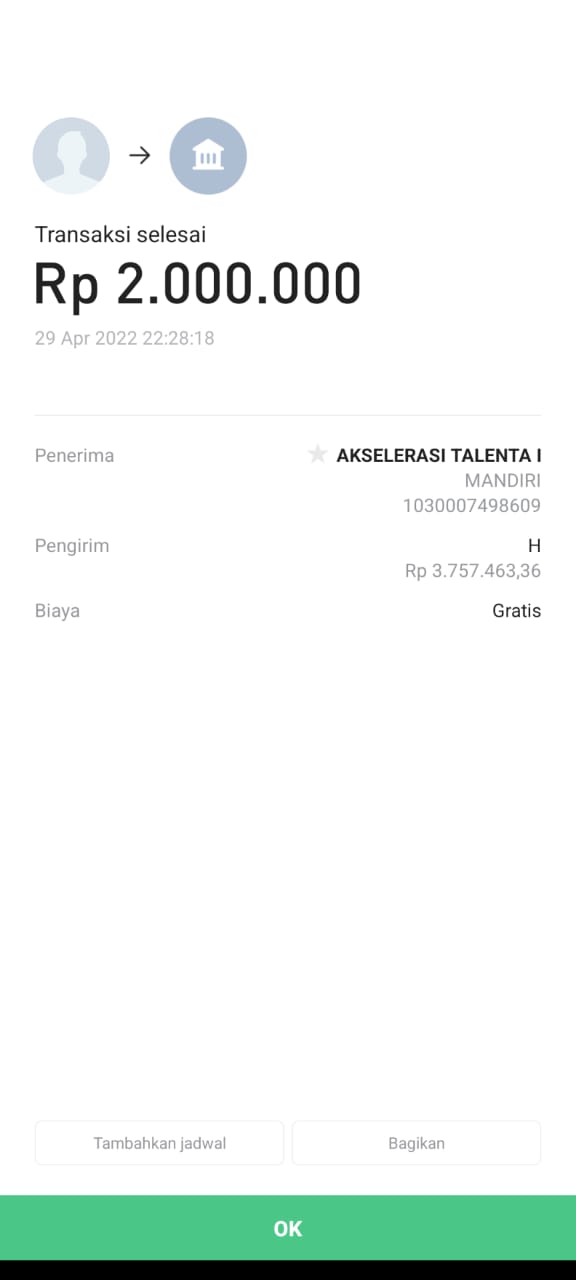 Transaksi selesai
Rp 2.000.000
29 Apr 2022 22:28:18
Penerima
AKSELERASI TALENTA I
MANDIRI
1030007498609
Pengirim
H
Rp 3.757.463,36
Biaya
Gratis
Tambahkan jadwal
Bagikan
OK